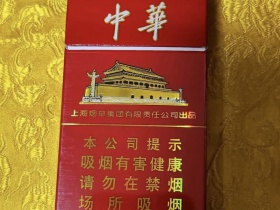 中華
上海烟草集团有限责任公司出品
本公司提示
吸烟有害健康
请勿在禁烟
场所吸烟